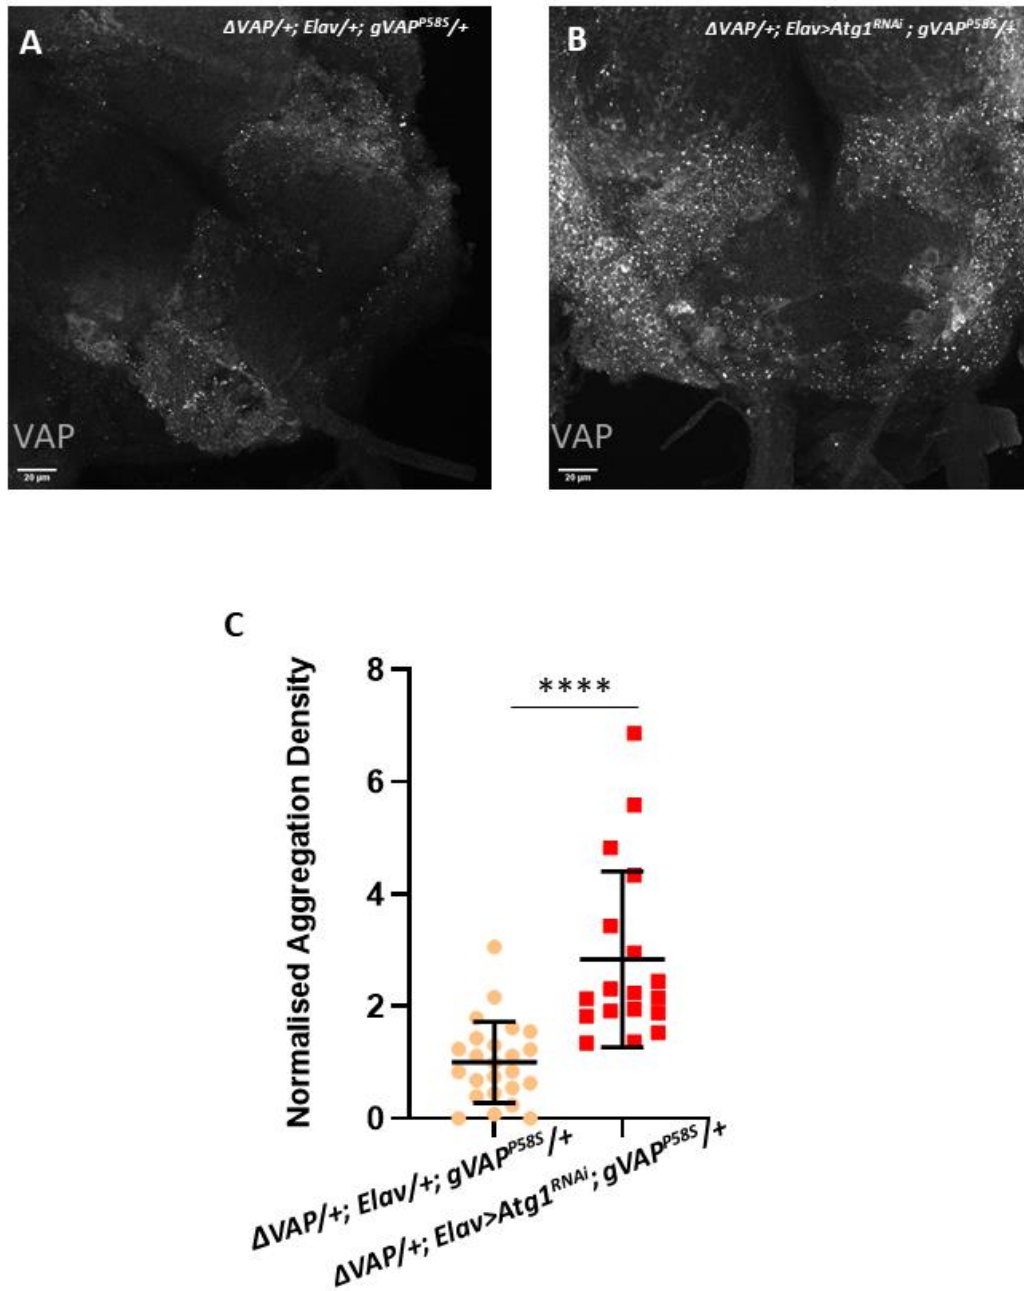 A
ΔVAP/+; Elav/+; gVAP^P58S/+
VAP
20 μm
B
ΔVAP/+; Elav>Atg1^RNAi ; gVAP^P58S/+
VAP
20 μm
C
Normalised Aggregation Density
8
6
4
2
0
****
ΔVAP/+; Elav/+; gVAP^P58S/+
ΔVAP/+; Elav>Atg1^RNAi; gVAP^P58S/+